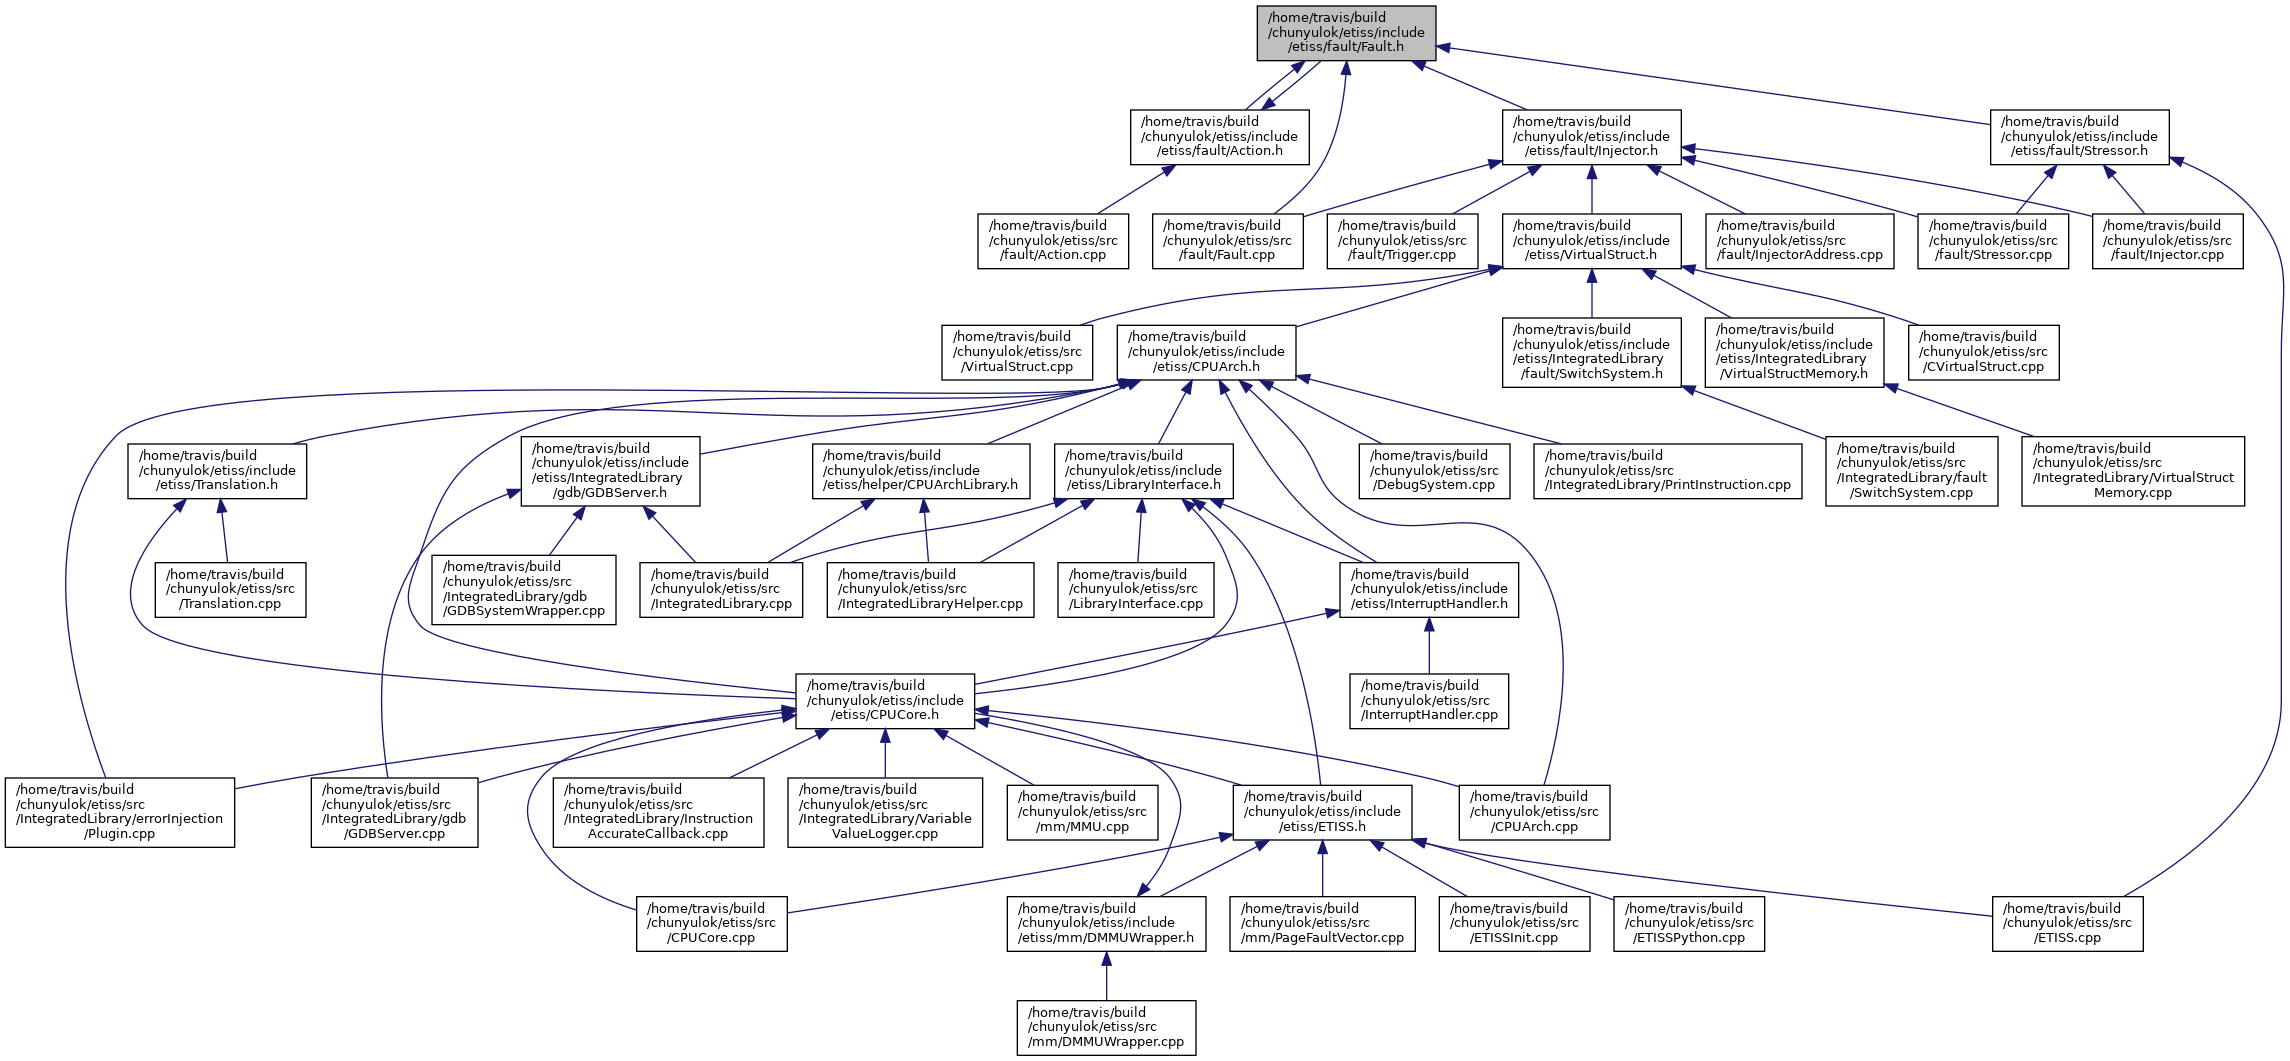 /home/travis/build
/chunyulok/etiss/include
/etiss/fault/Fault.h
/home/travis/build
/chunyulok/etiss/include
/etiss/fault/Action.h
/home/travis/build
/chunyulok/etiss/include
/etiss/fault/Injector.h
/home/travis/build
/chunyulok/etiss/include
/etiss/fault/Stressor.h
/home/travis/build
/chunyulok/etiss/src
/fault/Action.cpp
/home/travis/build
/chunyulok/etiss/src
/fault/Fault.cpp
/home/travis/build
/chunyulok/etiss/src
/fault/Trigger.cpp
/home/travis/build
/chunyulok/etiss/include
/etiss/VirtualStruct.h
/home/travis/build
/chunyulok/etiss/src
/fault/InjectorAddress.cpp
/home/travis/build
/chunyulok/etiss/src
/fault/Stressor.cpp
/home/travis/build
/chunyulok/etiss/src
/fault/Injector.cpp
/home/travis/build
/chunyulok/etiss/src
/VirtualStruct.cpp
/home/travis/build
/chunyulok/etiss/include
/etiss/CPUArch.h
/home/travis/build
/chunyulok/etiss/include
/etiss/IntegratedLibrary
/fault/SwitchSystem.h
/home/travis/build
/chunyulok/etiss/include
/etiss/IntegratedLibrary
/VirtualStructMemory.h
/home/travis/build
/chunyulok/etiss/src
/CVirtualStruct.cpp
/home/travis/build
/chunyulok/etiss/include
/etiss/Translation.h
/home/travis/build
/chunyulok/etiss/include
/etiss/IntegratedLibrary
/gdb/GDBServer.h
/home/travis/build
/chunyulok/etiss/include
/etiss/helper/CPUArchLibrary.h
/home/travis/build
/chunyulok/etiss/include
/etiss/LibraryInterface.h
/home/travis/build
/chunyulok/etiss/src
/DebugSystem.cpp
/home/travis/build
/chunyulok/etiss/src
/IntegratedLibrary/PrintInstruction.cpp
/home/travis/build
/chunyulok/etiss/src
/IntegratedLibrary/fault
/SwitchSystem.cpp
/home/travis/build
/chunyulok/etiss/src
/IntegratedLibrary/VirtualStruct
Memory.cpp
/home/travis/build
/chunyulok/etiss/src
/Translation.cpp
/home/travis/build
/chunyulok/etiss/src
/IntegratedLibrary/gdb
/GDBSystemWrapper.cpp
/home/travis/build
/chunyulok/etiss/src
/IntegratedLibrary.cpp
/home/travis/build
/chunyulok/etiss/src
/IntegratedLibraryHelper.cpp
/home/travis/build
/chunyulok/etiss/src
/LibraryInterface.cpp
/home/travis/build
/chunyulok/etiss/include
/etiss/InterruptHandler.h
/home/travis/build
/chunyulok/etiss/include
/etiss/CPUCore.h
/home/travis/build
/chunyulok/etiss/src
/InterruptHandler.cpp
/home/travis/build
/chunyulok/etiss/src
/IntegratedLibrary/errorInjection
/Plugin.cpp
/home/travis/build
/chunyulok/etiss/src
/IntegratedLibrary/gdb
/GDBServer.cpp
/home/travis/build
/chunyulok/etiss/src
/IntegratedLibrary/Instruction
AccurateCallback.cpp
/home/travis/build
/chunyulok/etiss/src
/IntegratedLibrary/Variable
ValueLogger.cpp
/home/travis/build
/chunyulok/etiss/src
/mm/MMU.cpp
/home/travis/build
/chunyulok/etiss/include
/etiss/ETISS.h
/home/travis/build
/chunyulok/etiss/src
/CPUArch.cpp
/home/travis/build
/chunyulok/etiss/src
/CPUCore.cpp
/home/travis/build
/chunyulok/etiss/include
/etiss/mm/DMMUWrapper.h
/home/travis/build
/chunyulok/etiss/src
/mm/PageFaultVector.cpp
/home/travis/build
/chunyulok/etiss/src
/ETISSInit.cpp
/home/travis/build
/chunyulok/etiss/src
/ETISSPython.cpp
/home/travis/build
/chunyulok/etiss/src
/ETISS.cpp
/home/travis/build
/chunyulok/etiss/src
/mm/DMMUWrapper.cpp